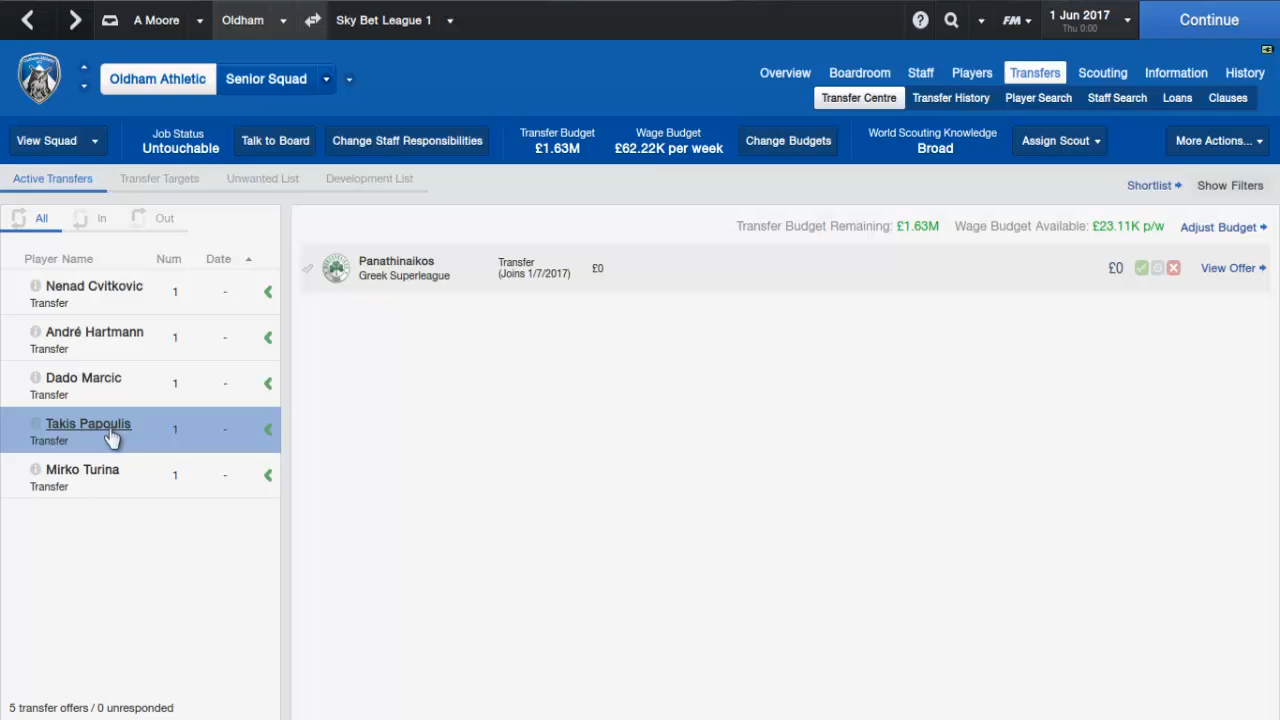 A Moore Oldham Sky Bet League 1 FM 1 Jun 2017 Continue
Thu 0:00
Oldham Athletic Senior Squad
Overview Boardroom Staff Players Transfers Scouting Information History
Transfer Centre Transfer History Player Search Staff Search Loans Clauses
View Squad Job Status Untouchable Talk to Board Change Staff Responsibilities Transfer Budget £1.63M Wage Budget £62.22K per week Change Budgets World Scouting Knowledge Broad Assign Scout More Actions...
Active Transfers Transfer Targets Unwanted List Development List Shortlist Show Filters
All In Out
Transfer Budget Remaining: £1.63M Wage Budget Available: £23.11K p/w Adjust Budget
Player Name Num Date
Nenad Cvitkovic 1 -
Transfer
André Hartmann 1 -
Transfer
Dado Marcic 1 -
Transfer
Takis Papoulis 1 -
Transfer
Mirko Turina 1 -
Transfer
Panathinaikos Transfer £0 £0 View Offer
Greek Superleague (Joins 1/7/2017)
5 transfer offers / 0 unresponded